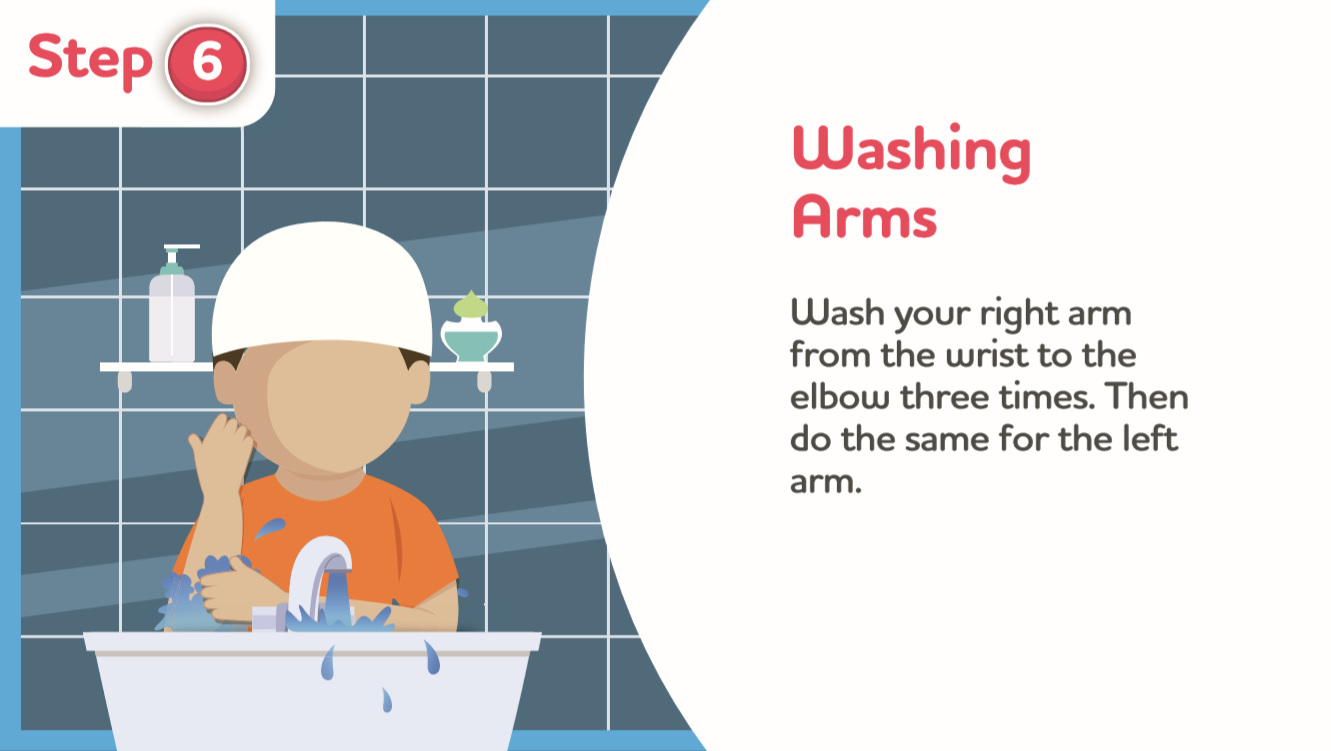 Step 6
Washing
Arms
Wash your right arm
from the wrist to the
elbow three times. Then
do the same for the left
arm.